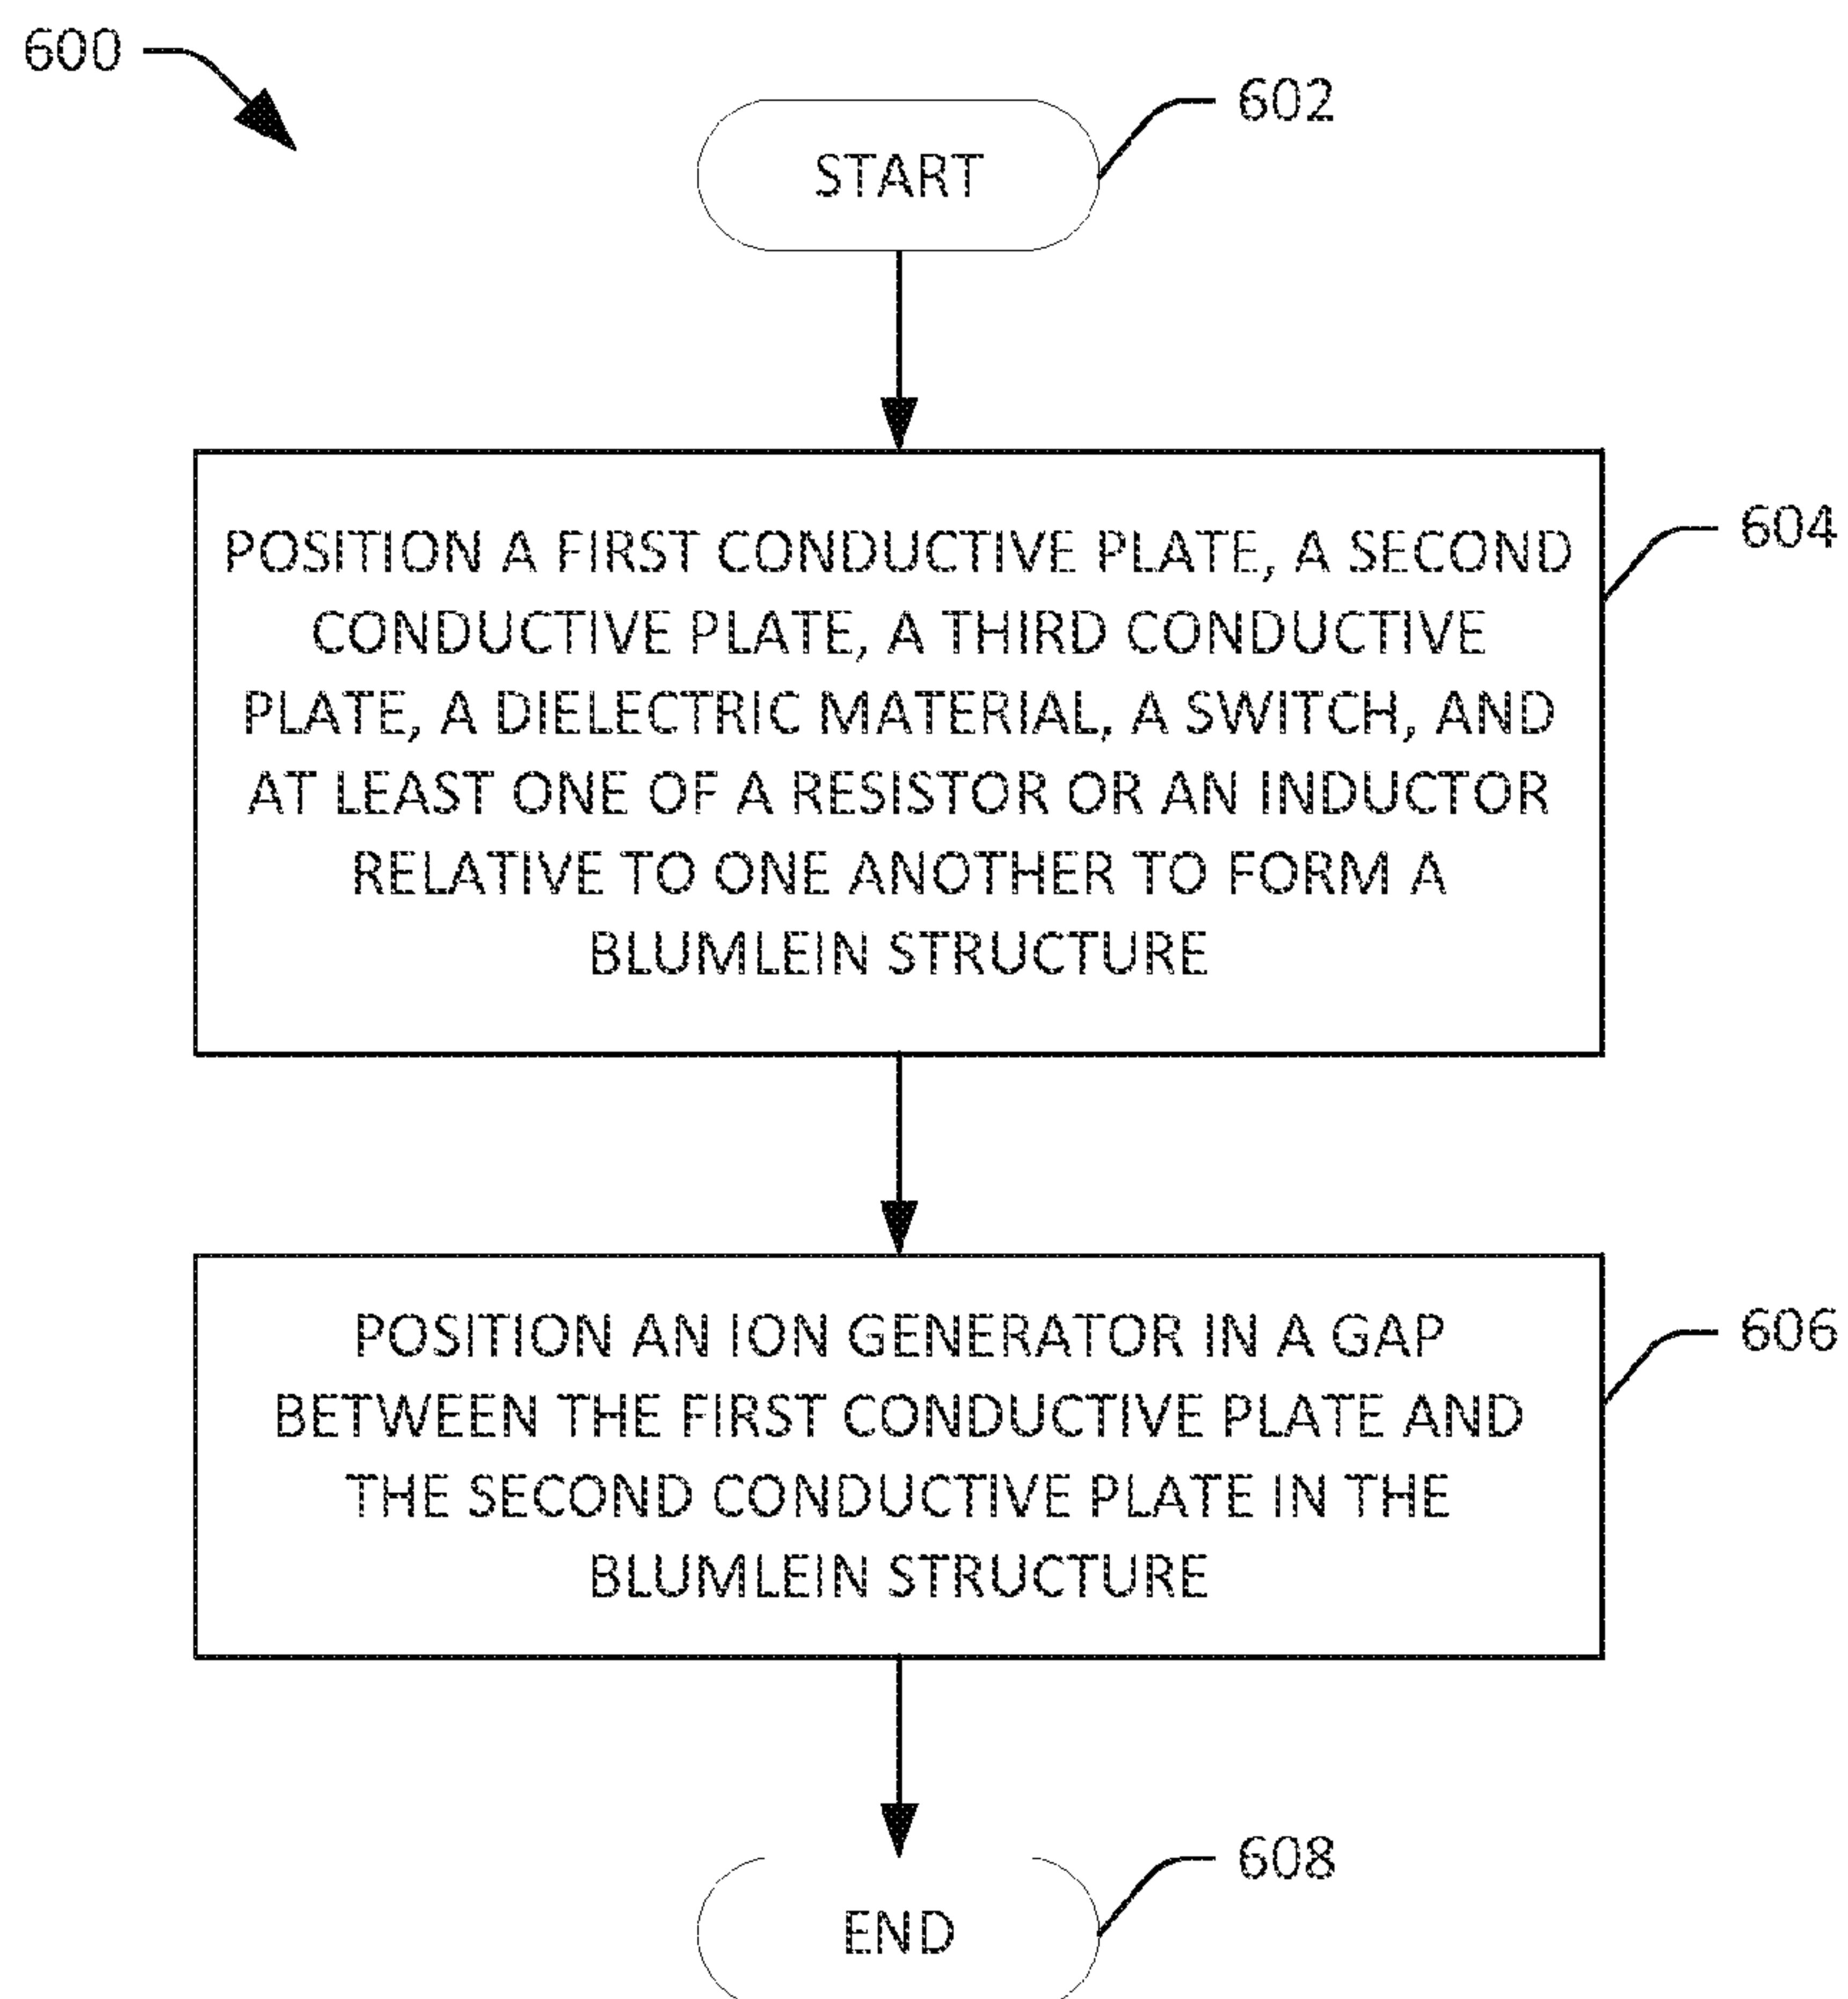 600
602
START
604
POSITION A FIRST CONDUCTIVE PLATE, A SECOND
CONDUCTIVE PLATE, A THIRD CONDUCTIVE
PLATE, A DIELECTRIC MATERIAL, A SWITCH, AND
AT LEAST ONE OF A RESISTOR OR AN INDUCTOR
RELATIVE TO ONE ANOTHER TO FORM A
BLUMLEIN STRUCTURE
606
POSITION AN ION GENERATOR IN A GAP
BETWEEN THE FIRST CONDUCTIVE PLATE AND
THE SECOND CONDUCTIVE PLATE IN THE
BLUMLEIN STRUCTURE
608
END